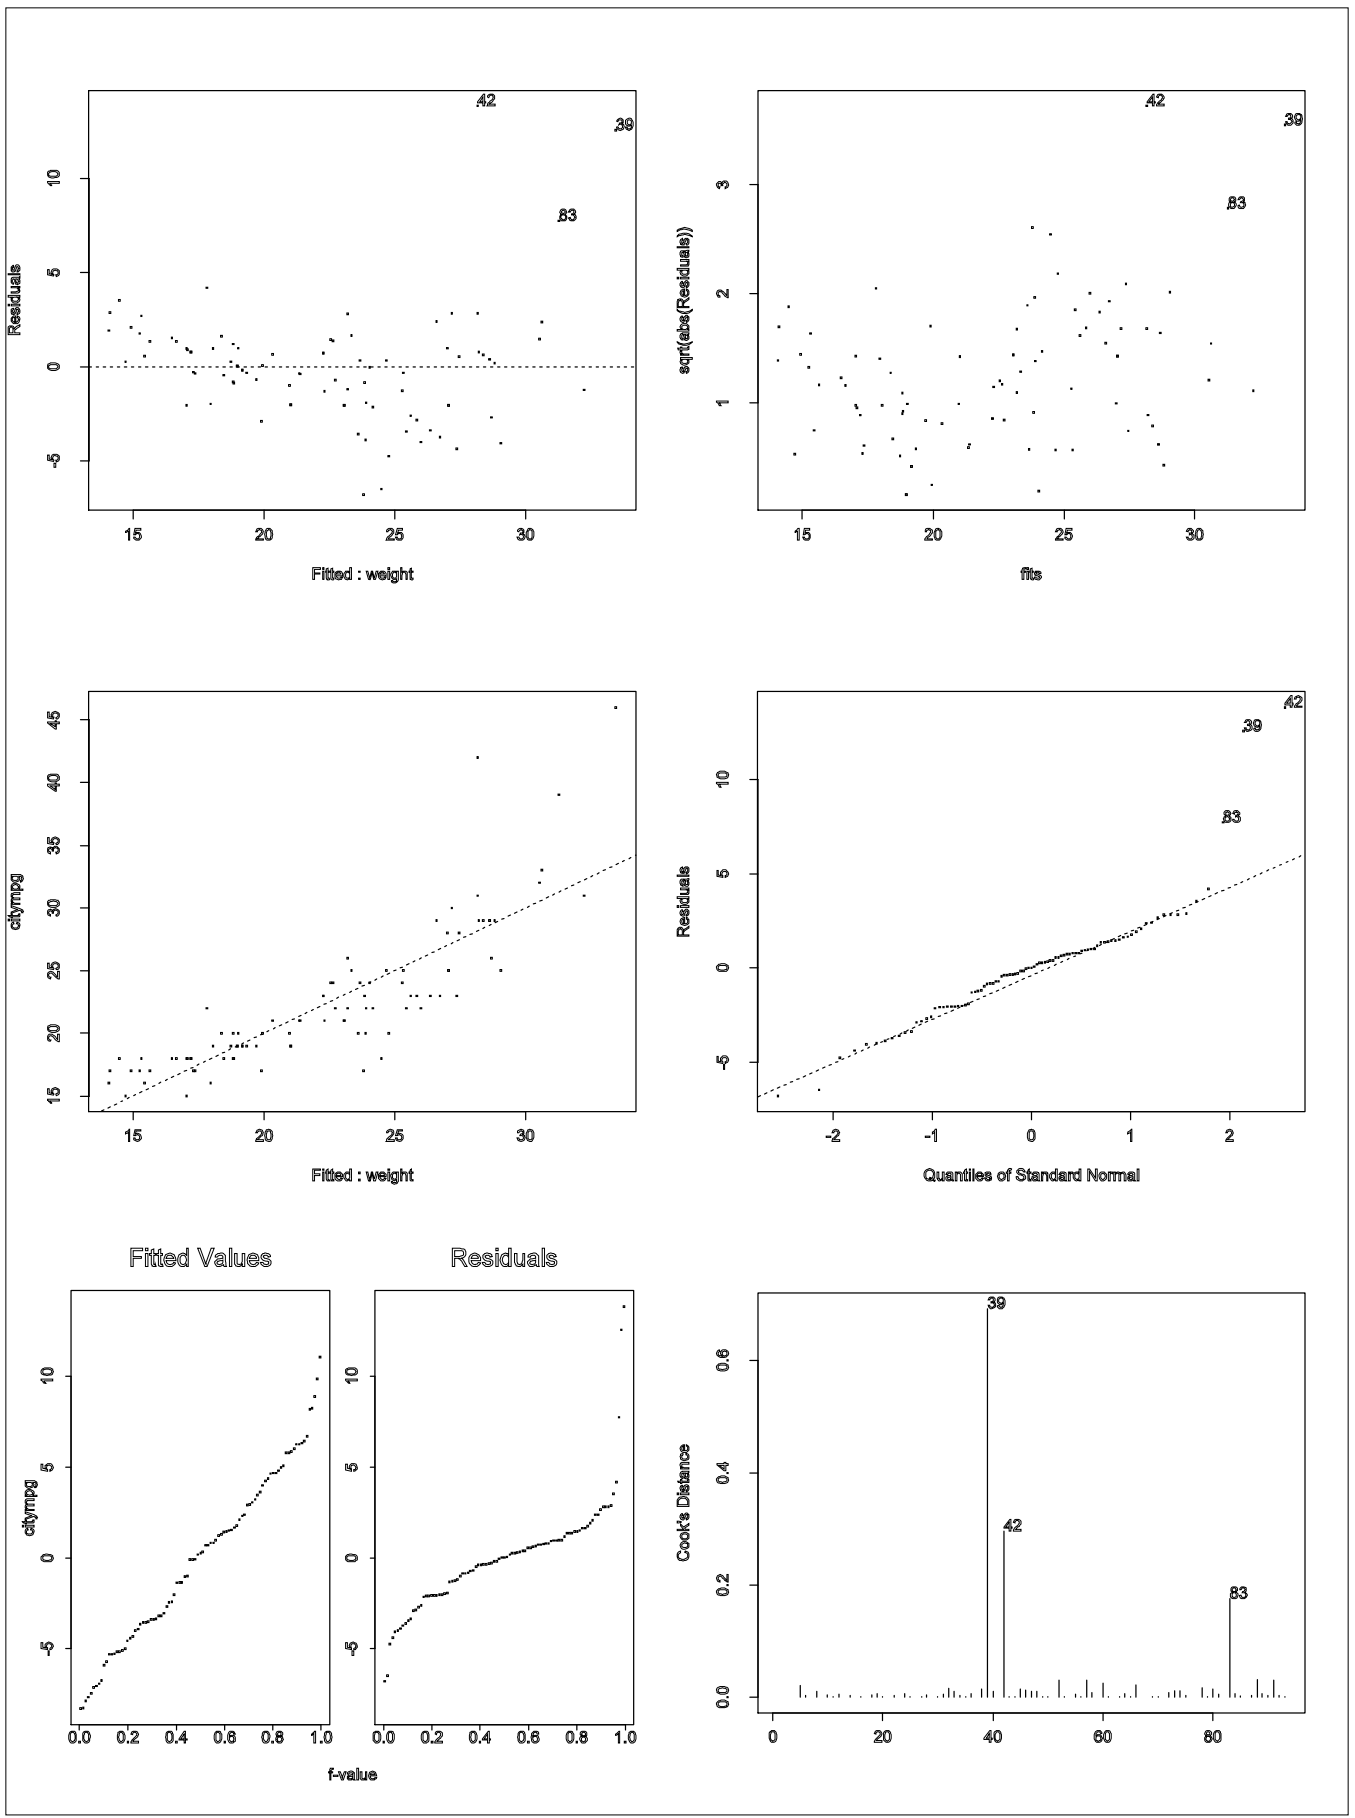 42
39
83
Residuals
10
5
0
-5
15 20 25 30
Fitted : weight
42
39
83
sqrt(abs(Residuals))
3
2
1
15 20 25 30
fits
citympg
45
40
35
30
25
20
15
15 20 25 30
Fitted : weight
42
39
83
Residuals
10
5
0
-5
-2 -1 0 1 2
Quantiles of Standard Normal
Fitted Values
Residuals
citympg
10
5
0
-5
0.0 0.2 0.4 0.6 0.8 1.0
10
5
0
-5
0.0 0.2 0.4 0.6 0.8 1.0
f-value
39
42
83
Cook's Distance
0.6
0.4
0.2
0.0
0 20 40 60 80